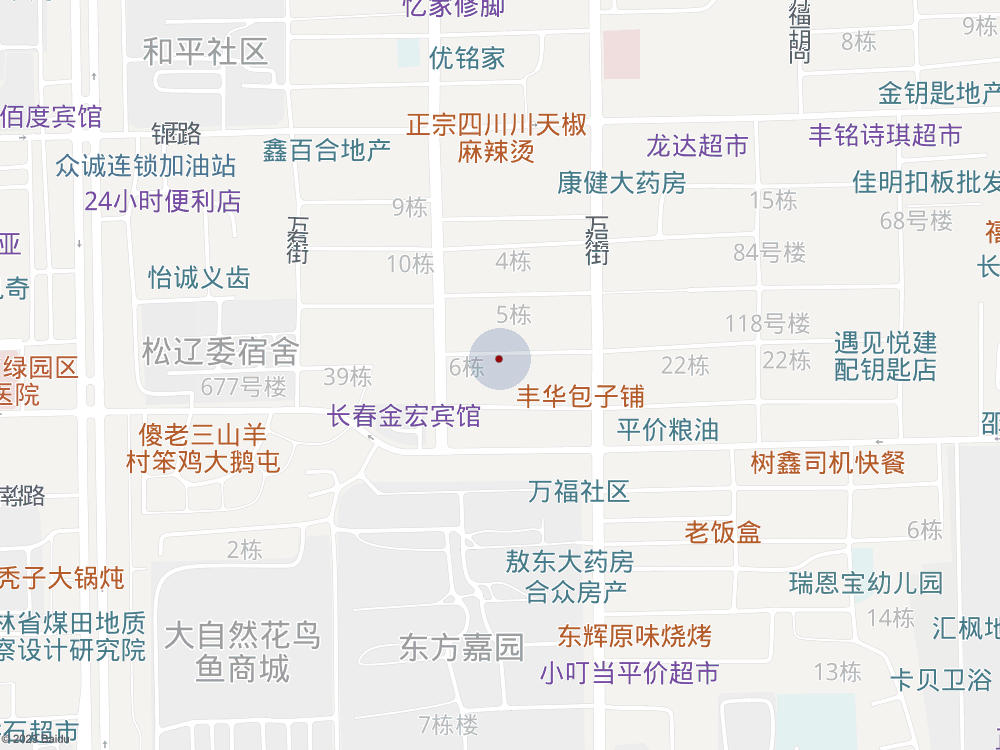 忆家修脚
万福胡同
9栋
和平社区
优铭家
8栋
金钥匙地产
佰度宾馆
正宗四川川天椒
麻辣烫
丰铭诗琪超市
龙达超市
众诚连锁加油站
鑫百合地产
24小时便利店
康健大药房
佳明扣板批发
15栋
9栋
68号楼
万福街
亚
10栋
4栋
84号楼
长
怡诚义齿
奇
5栋
118号楼
松辽委宿舍
遇见悦建
配钥匙店
绿园区
医院
677号楼
39栋
6栋
22栋
22栋
丰华包子铺
长春金宏宾馆
平价粮油
邵
傻老三山羊
村笨鸡大鹅屯
树鑫司机快餐
万福社区
老饭盒
6栋
2栋
敖东大药房
合众房产
秃子大锅炖
瑞恩宝幼儿园
14栋
林省煤田地质
察设计研究院
大自然花鸟
鱼商城
东方嘉园
东辉原味烧烤
汇枫地
小叮当平价超市
13栋
卡贝卫浴
7栋楼
石超市